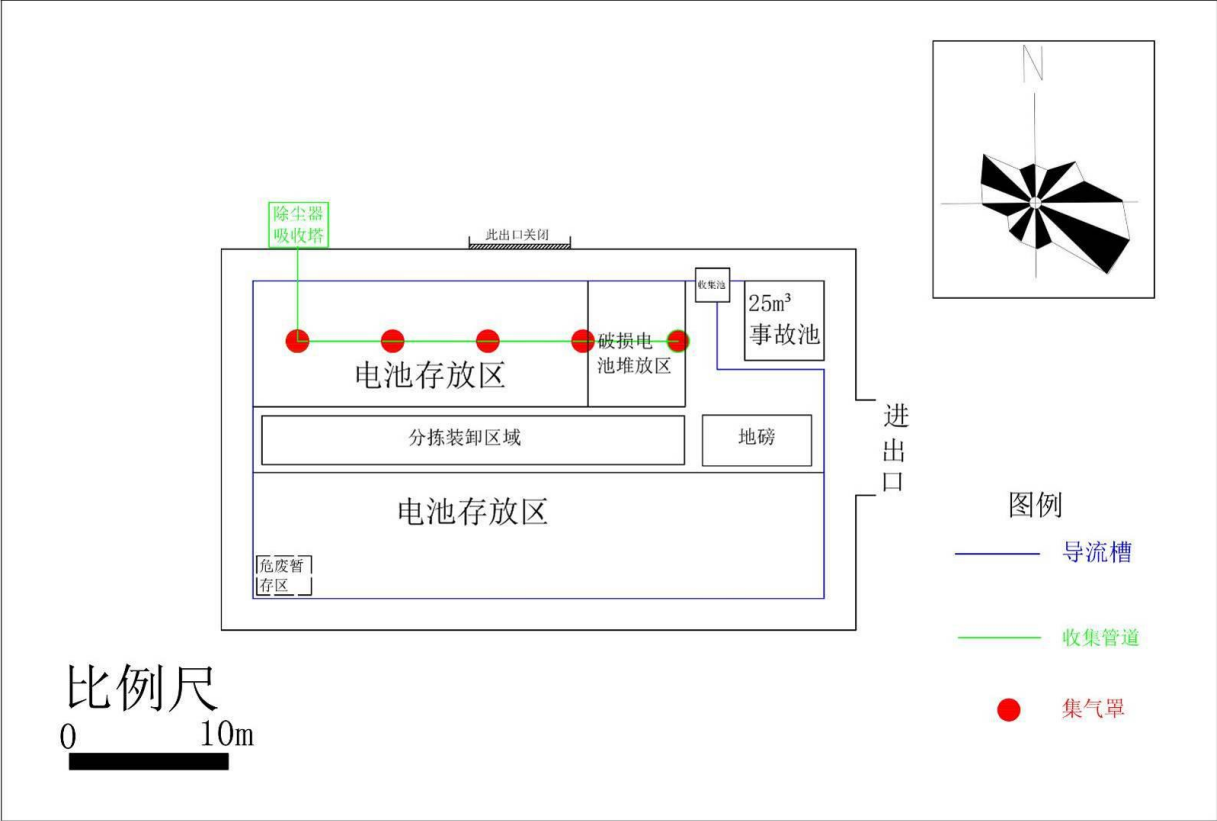 N
除尘器
吸收塔
此出口关闭
收集池
25m³
事故池
破损电
池堆放区
电池存放区
分拣装卸区域
地磅
进
出
口
电池存放区
危废暂
存区
图例
导流槽
收集管道
集气罩
比例尺
0 10m